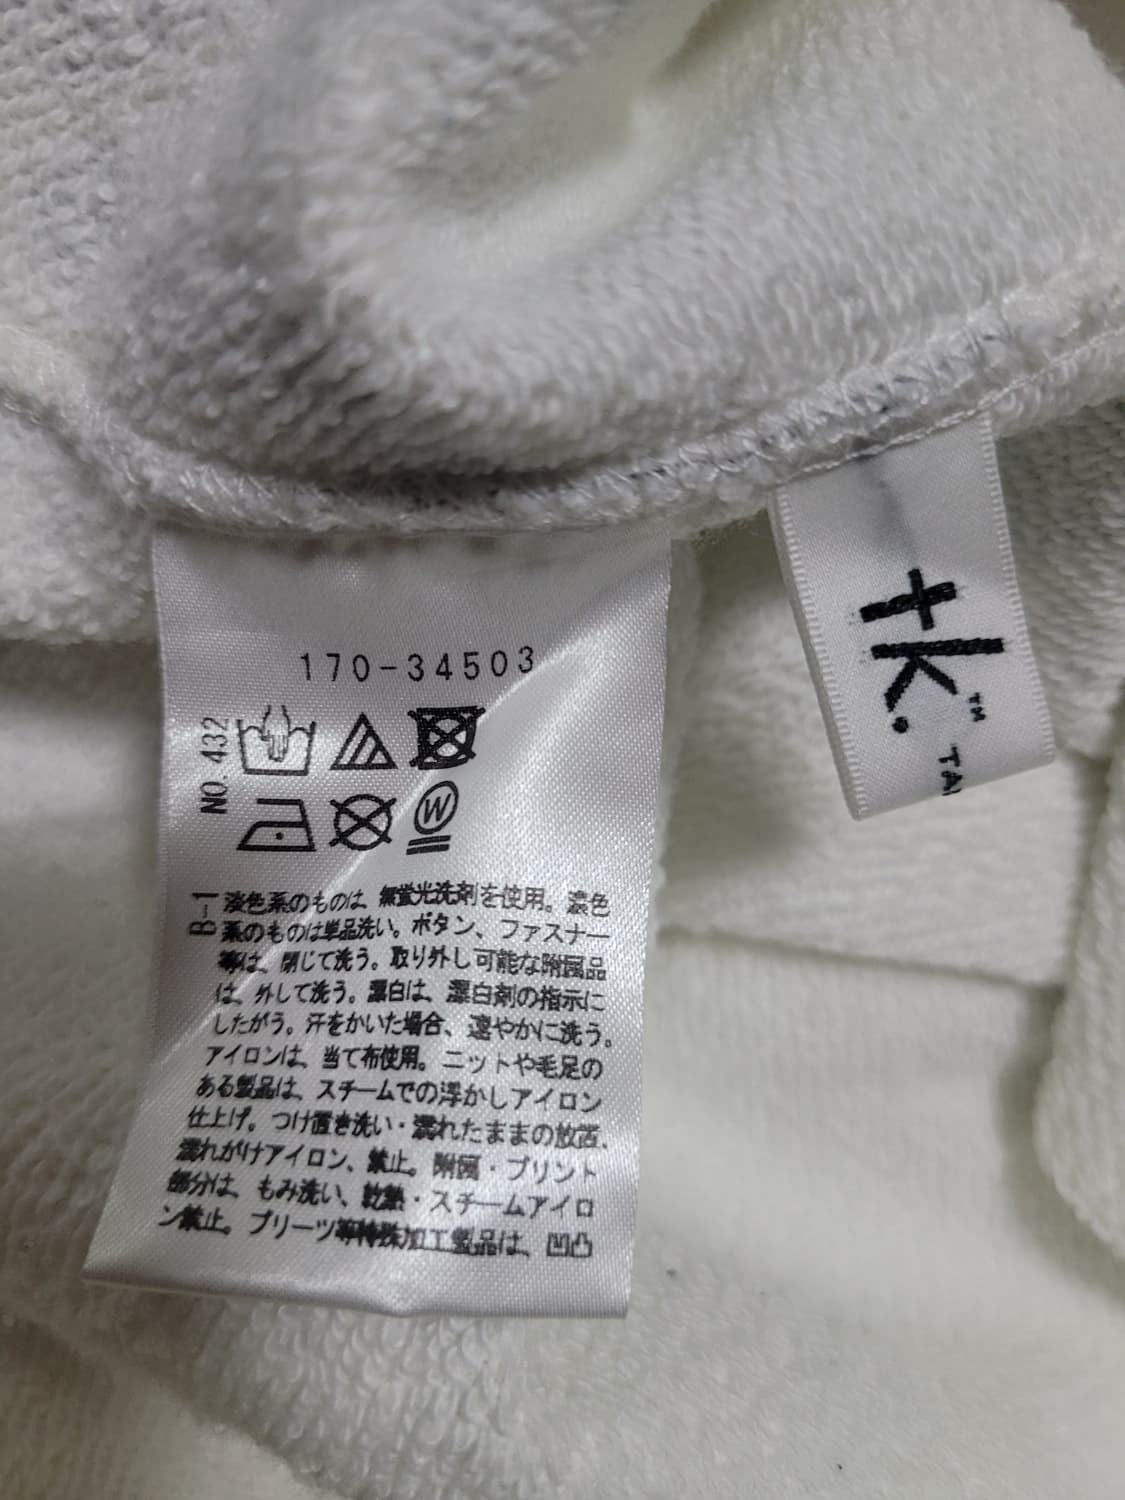 170-34503
NO. 432
W
B-1
淡色系のものは、無蛍光洗剤を使用。濃色
系のものは単品洗い。ボタン、ファスナー
等は、閉じて洗う。取り外し可能な附属品
は、外して洗う。漂白は、漂白剤の指示に
したがう。汗をかいた場合、速やかに洗う。
アイロンは、当て布使用。ニットや毛足の
ある製品は、スチームでの浮かしアイロン
仕上げ。つけ置き洗い・濡れたままの放置、
濡れがけアイロン、禁止。附属・プリント
部分は、もみ洗い、乾熱・スチームアイロ
ン禁止。プリーツ等特殊加工製品は、凹凸
tk.™ TA